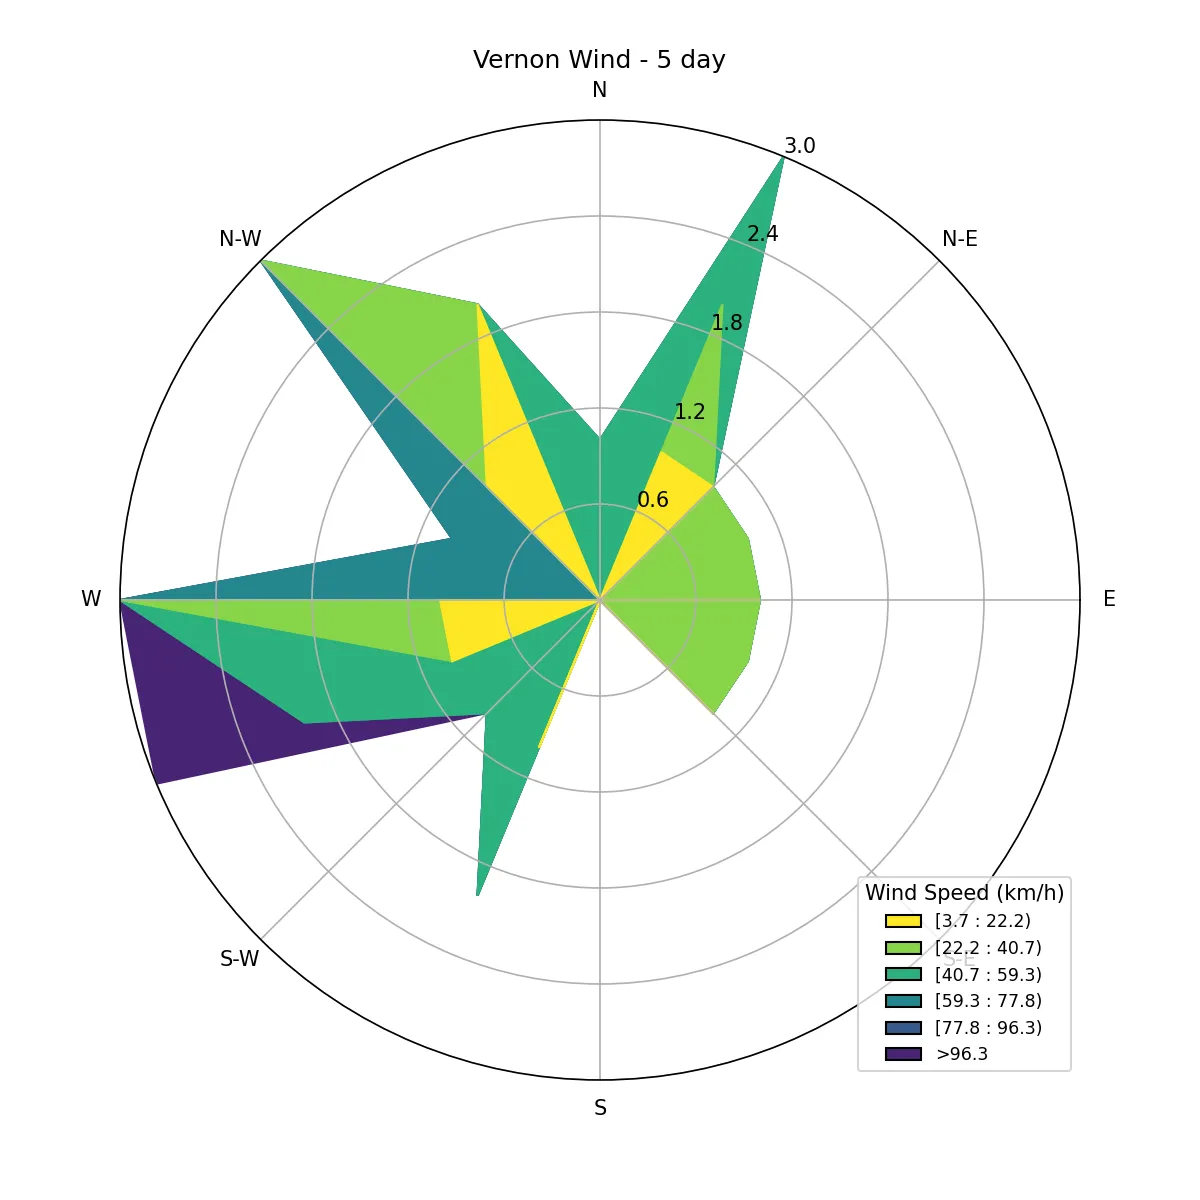 Vernon Wind - 5 day
N
3.0
2.4
N-W
N-E
1.8
1.2
0.6
W
E
Wind Speed (km/h)
[3.7 : 22.2)
[22.2 : 40.7)
S-W
S-E
[40.7 : 59.3)
[59.3 : 77.8)
[77.8 : 96.3)
>96.3
S